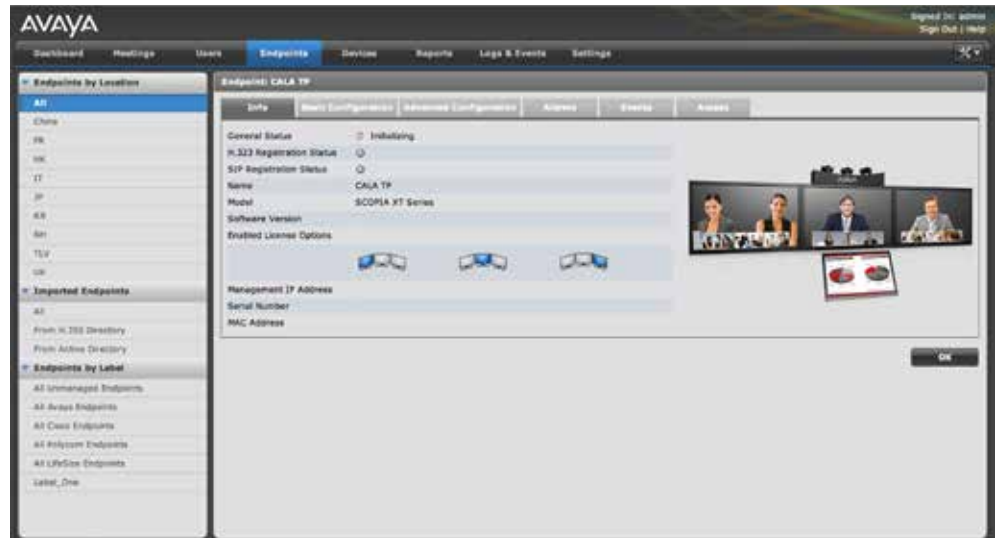 AVAYA
Signed In: admin
Sign Out | Help
Dashboard Meetings Users Endpoints Devices Reports Logs & Events Settings
Endpoints by Location
All
China
FR
HK
IT
JP
KR
TLV
Imported Endpoints
All
From H.350 Directory
From Active Directory
Endpoints by Label
All Unmanaged Endpoints
All Avaya Endpoints
All Cisco Endpoints
All Polycom Endpoints
All LifeSize Endpoints
Label_One
Endpoint: CALA TP
Info Basic Configuration Advanced Configuration Alarms Events Access
General Status Initializing
H.323 Registration Status
SIP Registration Status
Name CALA TP
Model SCOPIA XT Series
Software Version
Enabled License Options
Management IP Address
Serial Number
MAC Address
OK